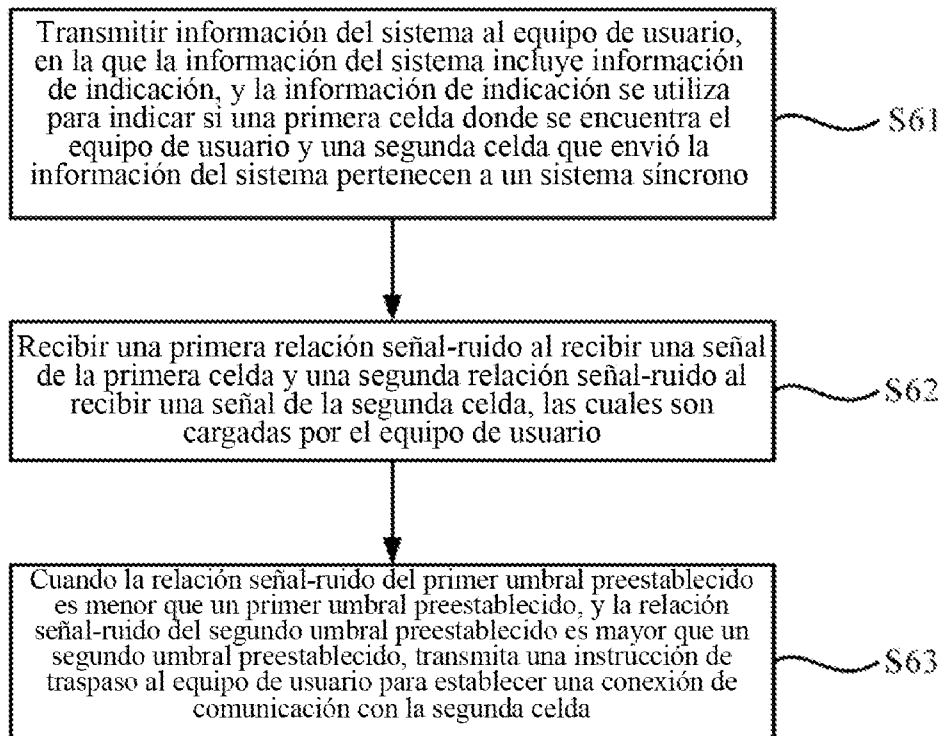 Transmitir información del sistema al equipo de usuario,
en la que la información del sistema incluye información
de indicación, y la información de indicación se utiliza
para indicar si una primera celda donde se encuentra el
equipo de usuario y una segunda celda que envió la
información del sistema pertenecen a un sistema síncrono
S61
Recibir una primera relación señal-ruido al recibir una señal
de la primera celda y una segunda relación señal-ruido al
recibir una señal de la segunda celda, las cuales son
cargadas por el equipo de usuario
S62
Cuando la relación señal-ruido del primer umbral preestablecido
es menor que un primer umbral preestablecido, y la relación
señal-ruido del segundo umbral preestablecido es mayor que un
segundo umbral preestablecido, transmita una instrucción de
traspaso al equipo de usuario para establecer una conexión de
comunicación con la segunda celda
S63